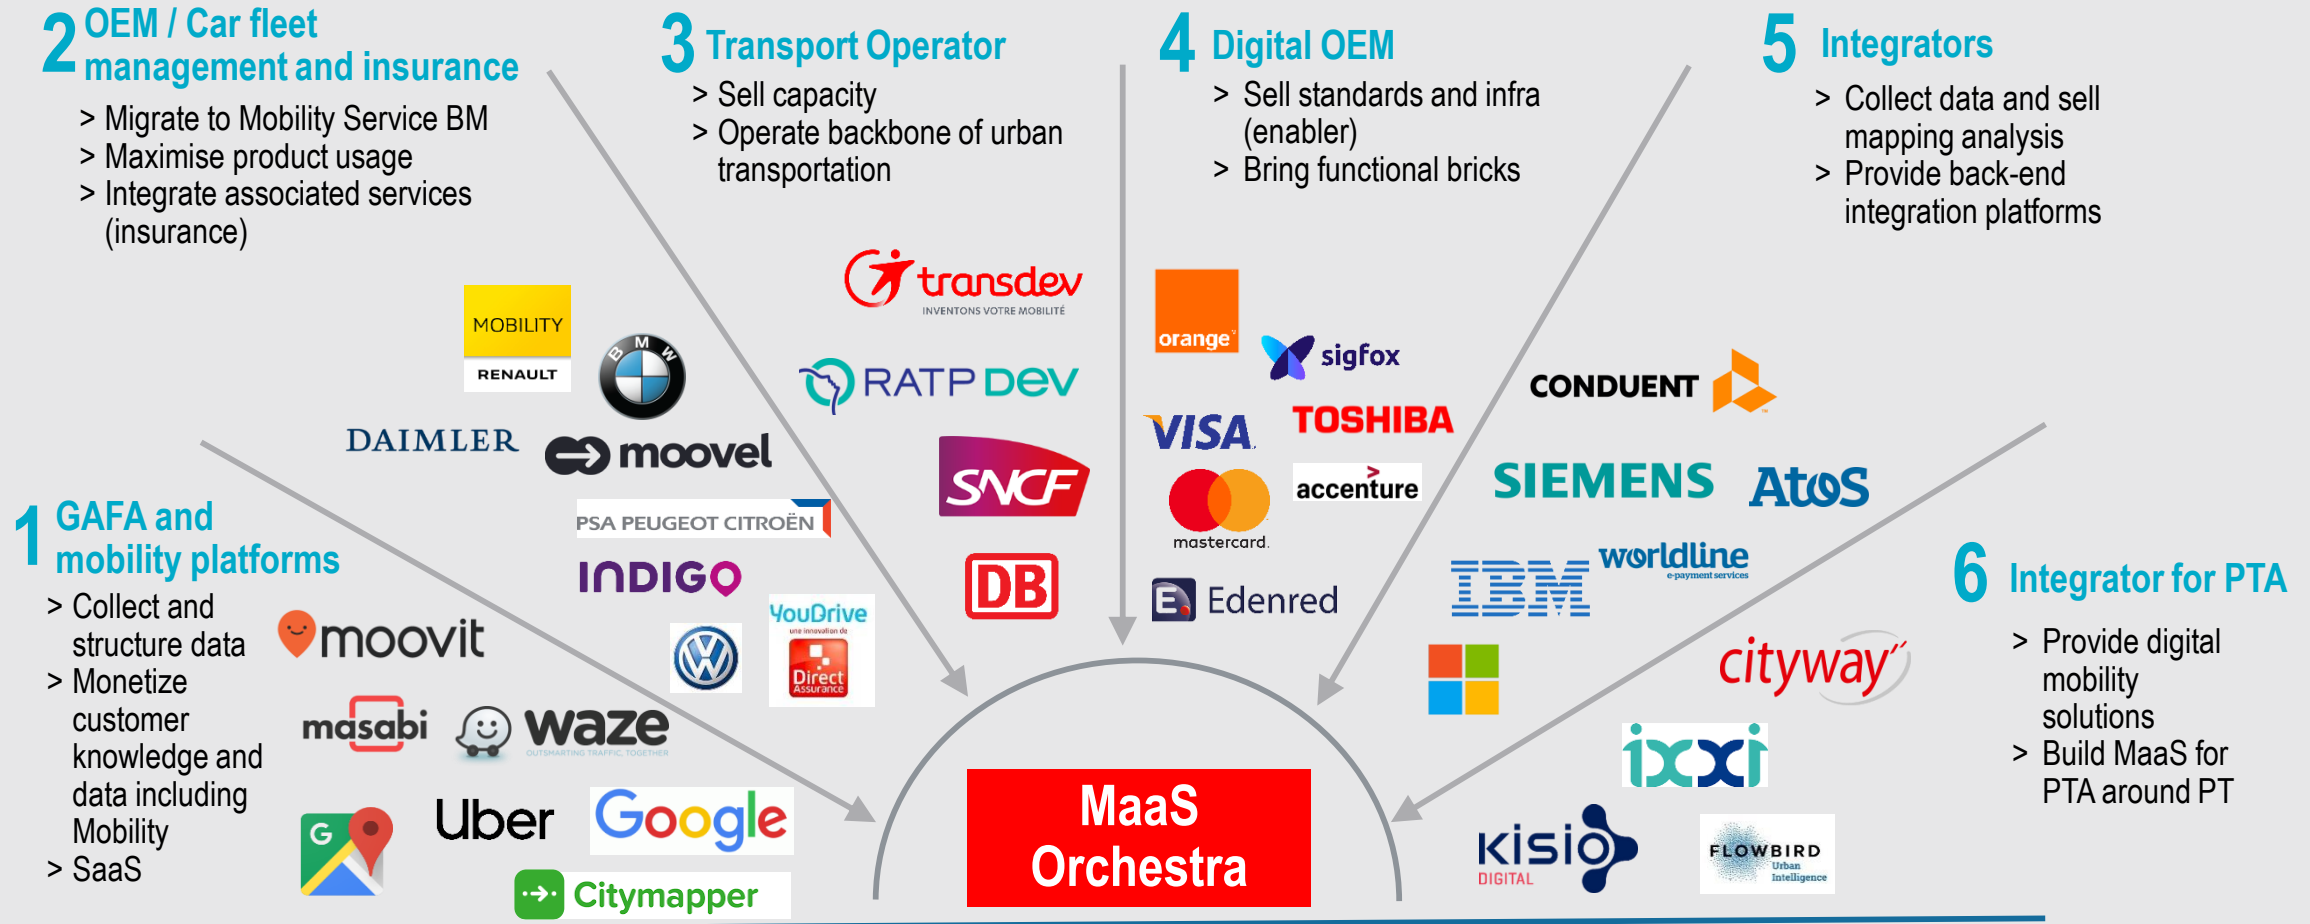 2 OEM / Car fleet
management and insurance
> Migrate to Mobility Service BM
> Maximise product usage
> Integrate associated services
(insurance)
3 Transport Operator
> Sell capacity
> Operate backbone of urban
transportation
4 Digital OEM
> Sell standards and infra
(enabler)
> Bring functional bricks
5 Integrators
> Collect data and sell
mapping analysis
> Provide back-end
integration platforms
MOBILITY
RENAULT
BMW
DAIMLER
moovel
PSA PEUGEOT CITROËN
INDIGO
YouDrive
une innovation de
Direct
Assurance
VW
transdev
INVENTONS VOTRE MOBILITÉ
RATP DEV
SNCF
DB
orange
sigfox
VISA
TOSHIBA
mastercard.
>
accenture
E. Edenred
CONDUENT
SIEMENS
AtoS
IBM
worldline
e-payment services
1 GAFA and
mobility platforms
> Collect and
structure data
> Monetize
customer
knowledge and
data including
Mobility
> SaaS
moovit
masabi
waze
OUTSMARTING TRAFFIC, TOGETHER
G
Uber
Google
Citymapper
MaaS
Orchestra
6 Integrator for PTA
> Provide digital
mobility
solutions
> Build MaaS for
PTA around PT
cityway
ixxi
kisio
DIGITAL
FLOWBIRD
Urban
Intelligence